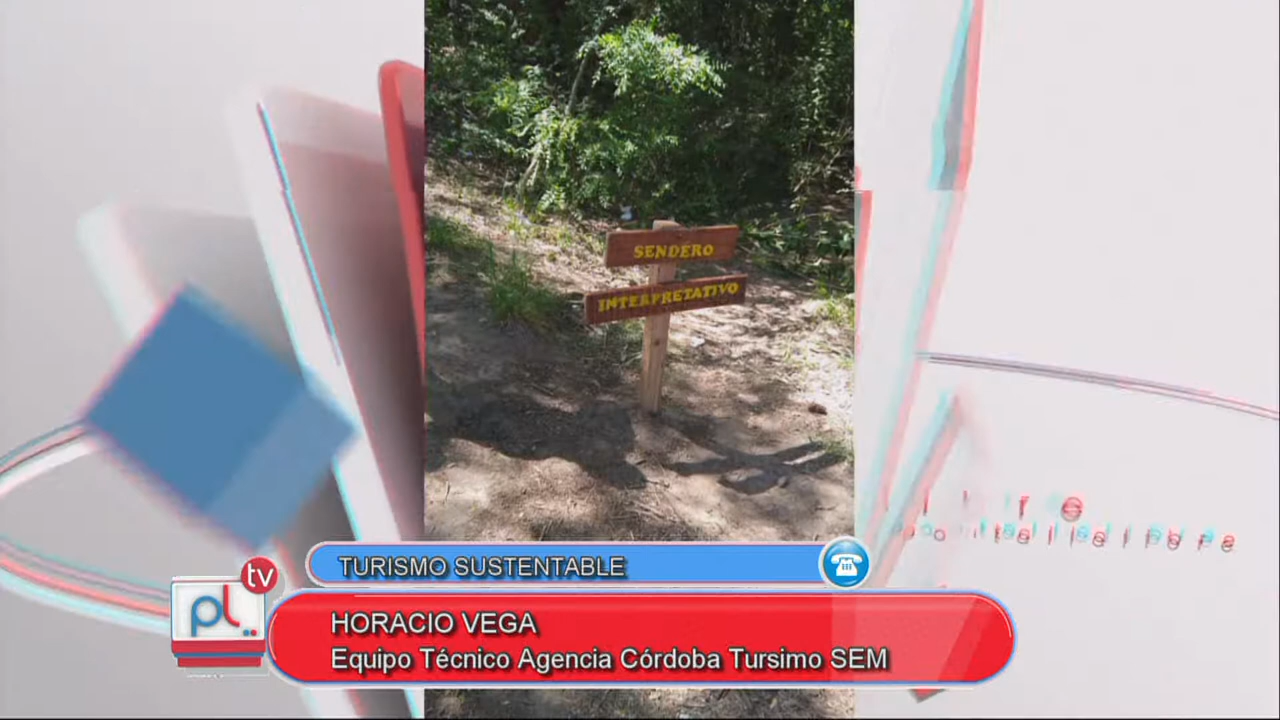 SENDERO
INTERPRETATIVO
TURISMO SUSTENTABLE
tv
pl
HORACIO VEGA
Equipo Técnico Agencia Córdoba Tursimo SEM